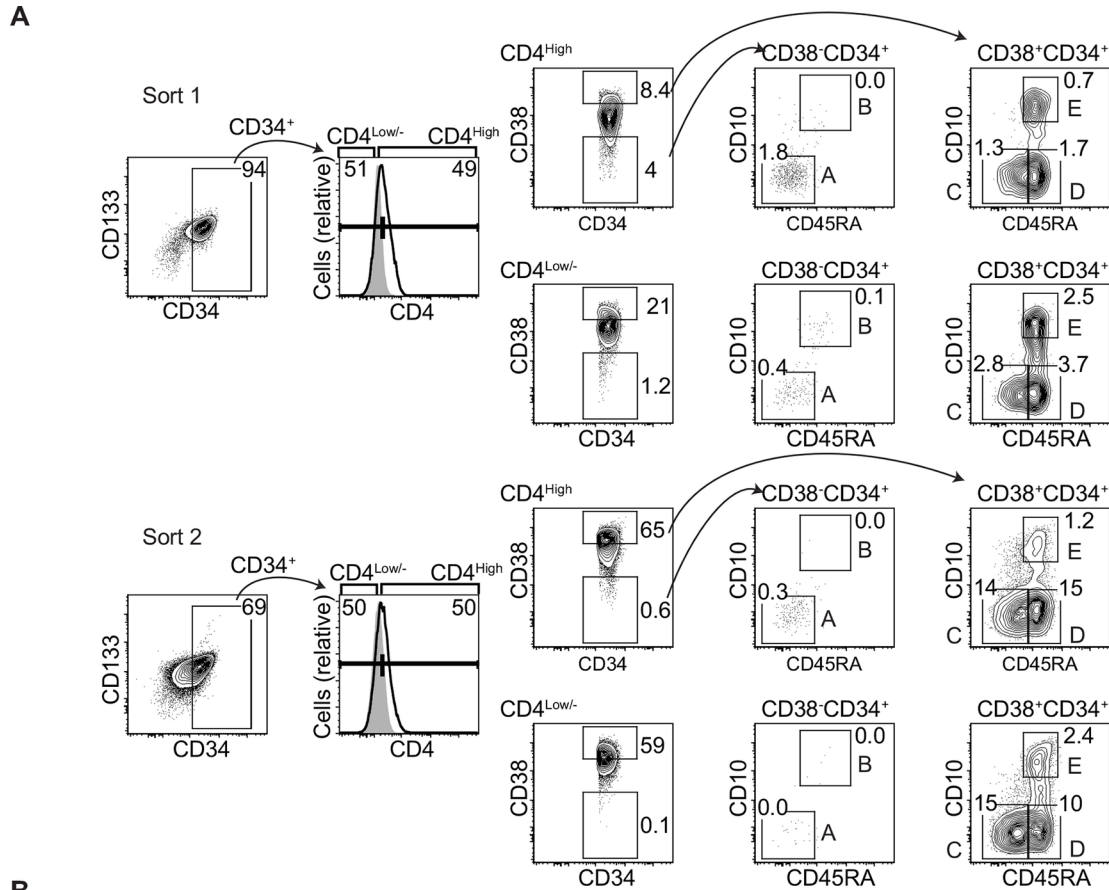 A
Sort 1
CD34+
94
CD133
CD34
CD4Low/-
CD4High
51
49
Cells (relative)
CD4
CD4High
8.4
4
CD38
CD34
CD38-CD34+
0.0
B
1.8
A
CD10
CD45RA
CD38+CD34+
0.7
E
1.3
1.7
C
D
CD10
CD45RA
CD4Low/-
21
1.2
CD38
CD34
CD38-CD34+
0.1
B
0.4
A
CD10
CD45RA
CD38+CD34+
2.5
E
2.8
3.7
C
D
CD10
CD45RA
Sort 2
CD34+
69
CD133
CD34
CD4Low/-
CD4High
50
50
Cells (relative)
CD4
CD4High
65
0.6
CD38
CD34
CD38-CD34+
0.0
B
0.3
A
CD10
CD45RA
CD38+CD34+
1.2
E
14
15
C
D
CD10
CD45RA
CD4Low/-
59
0.1
CD38
CD34
CD38-CD34+
0.0
B
0.0
A
CD10
CD45RA
CD38+CD34+
2.4
E
15
10
C
D
CD10
CD45RA
B